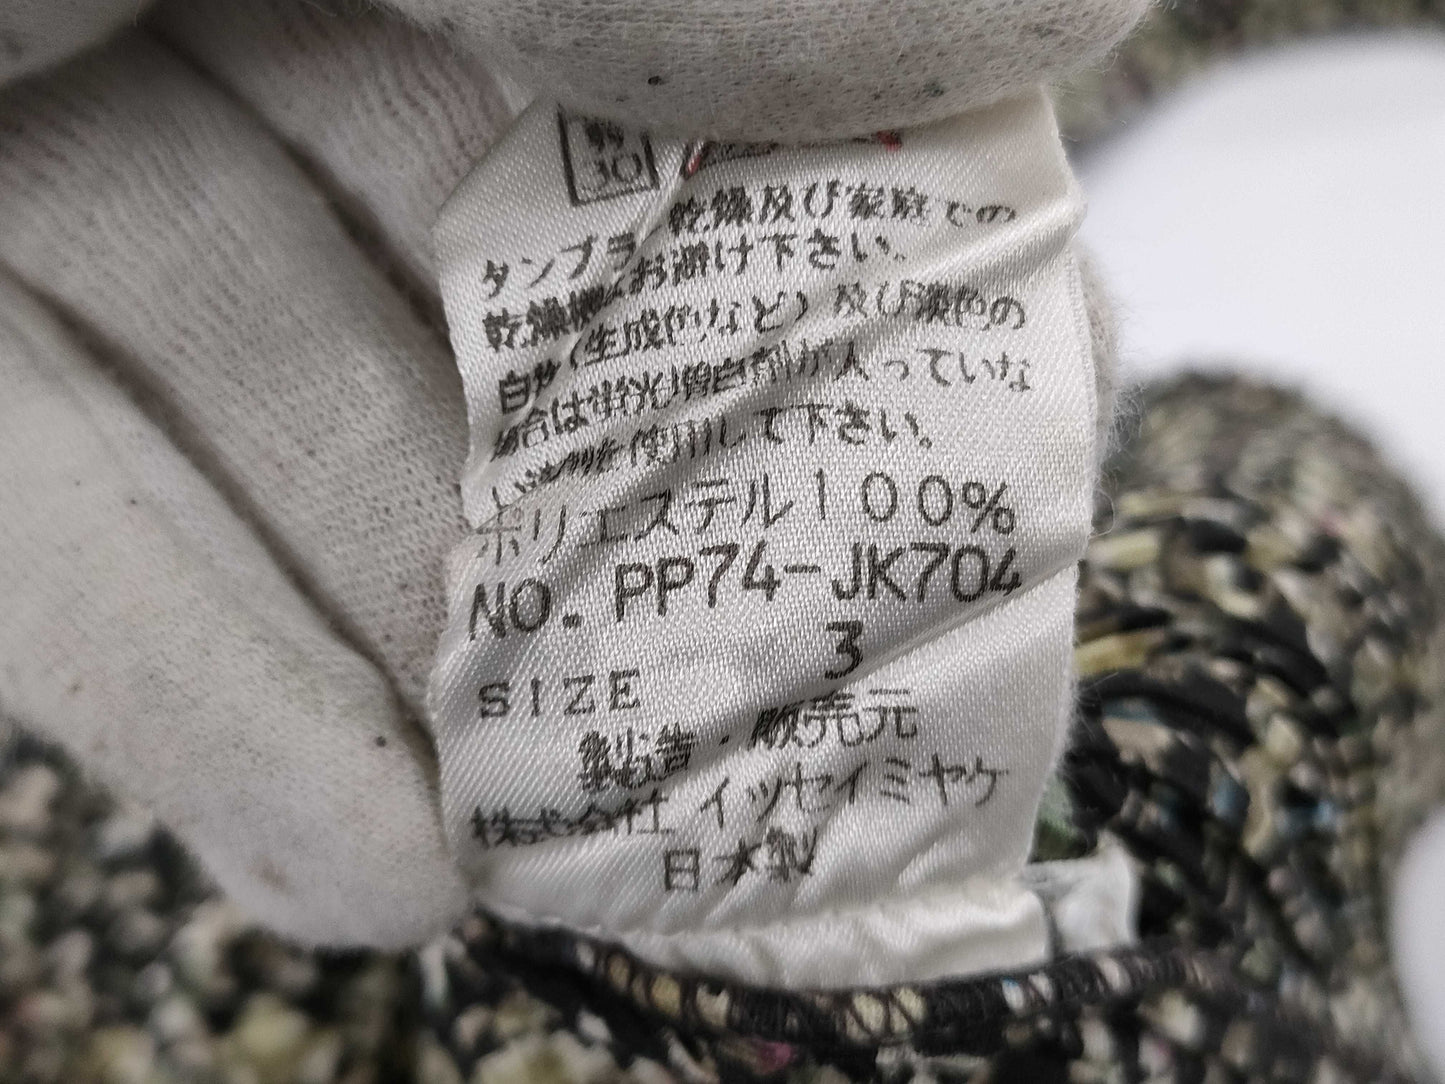 弱
30
タンブラー乾燥及び家庭での
乾燥機はお避け下さい。
白物(生成色など)及び淡色の
場合は蛍光増白剤が入っていな
い洗剤を使用して下さい。
ポリエステル100%
NO. PP74-JK704
SIZE 3
製造・販売元
株式会社 イッセイミヤケ
日本製